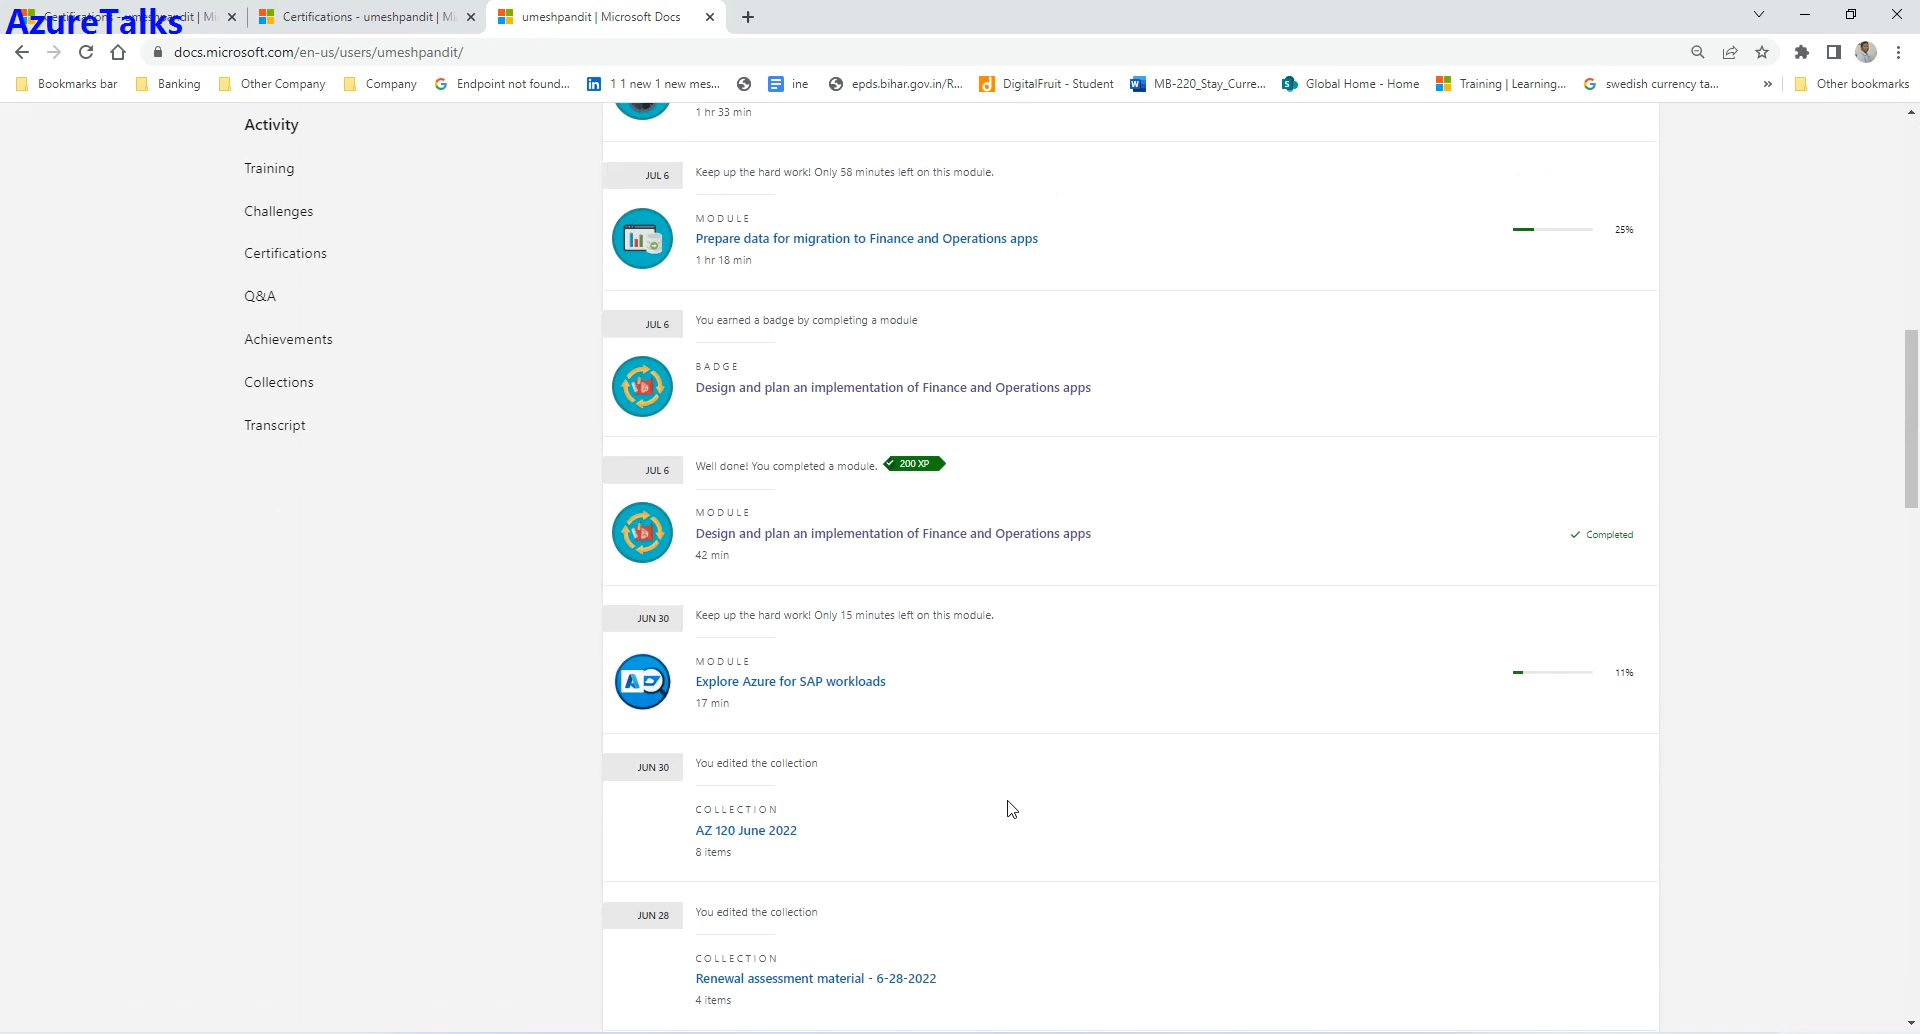 AzureTalks
umeshpandit | Mi
Certifications - umeshpandit | Mi
umeshpandit | Microsoft Docs
docs.microsoft.com/en-us/users/umeshpandit/
Bookmarks bar
Banking
Other Company
Company
Endpoint not found...
1 1 new 1 new mes...
ine
epds.bihar.gov.in/R...
DigitalFruit - Student
MB-220_Stay_Curre...
Global Home - Home
Training | Learning...
swedish currency ta...
»
Other bookmarks
Activity
Training
Challenges
Certifications
Q&A
Achievements
Collections
Transcript
1 hr 33 min
JUL 6
Keep up the hard work! Only 58 minutes left on this module.
MODULE
Prepare data for migration to Finance and Operations apps
1 hr 18 min
25%
JUL 6
You earned a badge by completing a module
BADGE
Design and plan an implementation of Finance and Operations apps
JUL 6
Well done! You completed a module. 200 XP
MODULE
Design and plan an implementation of Finance and Operations apps
42 min
Completed
JUN 30
Keep up the hard work! Only 15 minutes left on this module.
MODULE
Explore Azure for SAP workloads
17 min
11%
JUN 30
You edited the collection
COLLECTION
AZ 120 June 2022
8 items
JUN 28
You edited the collection
COLLECTION
Renewal assessment material - 6-28-2022
4 items